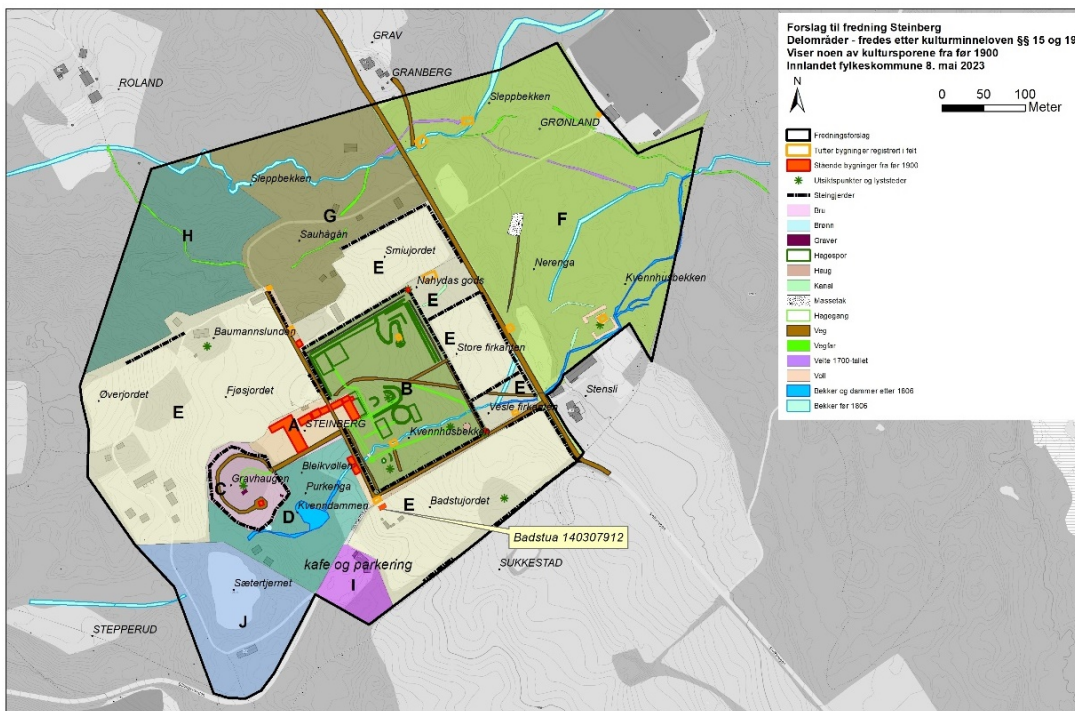 Forslag til fredning Steinberg
Delområder - fredes etter kulturminneloven §§ 15 og 19
Viser noen av kultursporene fra før 1900
Innlandet fylkeskommune 8. mai 2023
N
0 50 100
Meter
Fredningforslag
Tufter bygninger registrert i felt
Stående bygninger fra før 1900
Utsiktspunkter og lyststeder
Steingjerder
Bru
Brønn
Graver
Hagespor
Haug
Kanal
Massetak
Hagegang
Veg
Vegfar
Veite 1700-tallet
Voll
Bekker og dammer etter 1806
Bekker før 1806
GRAV
GRANBERG
ROLAND
Sleppbekken
GRØNLAND
Sleppbekken
H
G
Sauhågån
F
E
Smiujordet
Nerenga
Kvennhusbekken
Nahydas gods
E
Baumannslunden
E
Store firkanten
B
E
Øverjordet
Fjøsjordet
E
Stensli
A
STEINBERG
Vesle firkanten
Kvennhusbekken
Bleikvøllen
C
Gravhaugen
Purkenga
D
Kvenndammen
E
Badstujordet
Badstua 140307912
kafe og parkering
SUKKESTAD
I
Sætertjernet
J
STEPPERUD